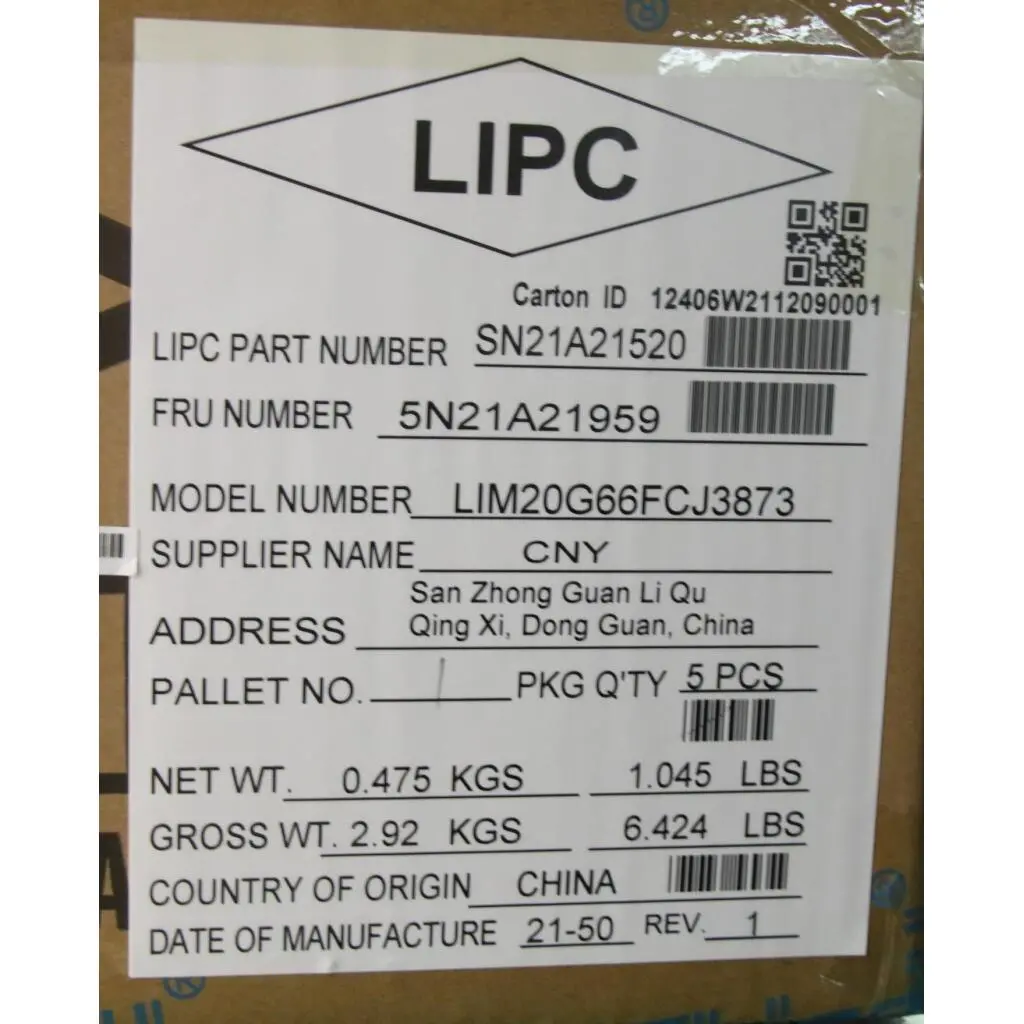 LIPC
Carton ID 12406W2112090001
LIPC PART NUMBER SN21A21520
FRU NUMBER 5N21A21959
MODEL NUMBER LIM20G66FCJ3873
SUPPLIER NAME CNY
San Zhong Guan Li Qu
ADDRESS Qing Xi, Dong Guan, China
PALLET NO. / PKG Q'TY 5 PCS
NET WT. 0.475 KGS 1.045 LBS
GROSS WT. 2.92 KGS 6.424 LBS
COUNTRY OF ORIGIN CHINA
DATE OF MANUFACTURE 21-50 REV. 1